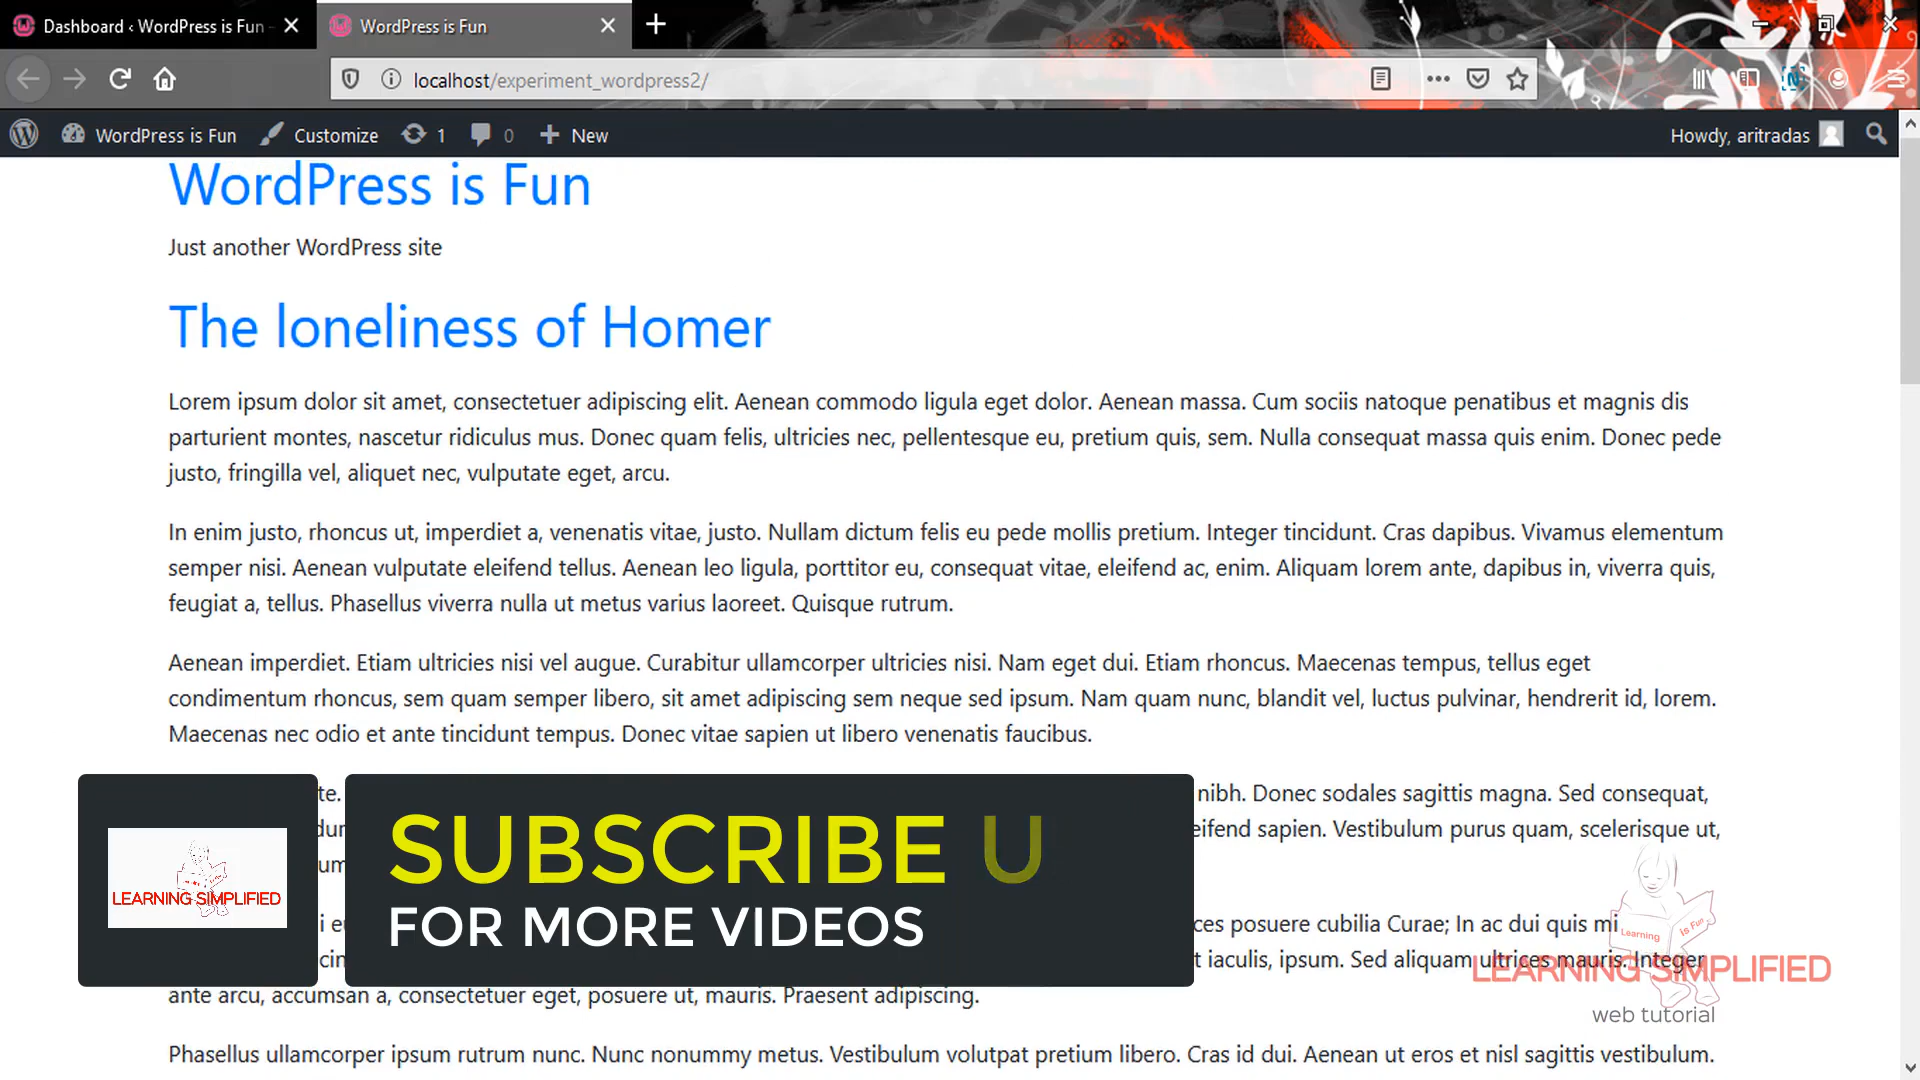 Dashboard ‹ WordPress is Fun
WordPress is Fun
localhost/experiment_wordpress2/
WordPress is Fun Customize 1 0 New Howdy, aritradas
WordPress is Fun
Just another WordPress site
The loneliness of Homer
Lorem ipsum dolor sit amet, consectetuer adipiscing elit. Aenean commodo ligula eget dolor. Aenean massa. Cum sociis natoque penatibus et magnis dis
parturient montes, nascetur ridiculus mus. Donec quam felis, ultricies nec, pellentesque eu, pretium quis, sem. Nulla consequat massa quis enim. Donec pede
justo, fringilla vel, aliquet nec, vulputate eget, arcu.
In enim justo, rhoncus ut, imperdiet a, venenatis vitae, justo. Nullam dictum felis eu pede mollis pretium. Integer tincidunt. Cras dapibus. Vivamus elementum
semper nisi. Aenean vulputate eleifend tellus. Aenean leo ligula, porttitor eu, consequat vitae, eleifend ac, enim. Aliquam lorem ante, dapibus in, viverra quis,
feugiat a, tellus. Phasellus viverra nulla ut metus varius laoreet. Quisque rutrum.
Aenean imperdiet. Etiam ultricies nisi vel augue. Curabitur ullamcorper ultricies nisi. Nam eget dui. Etiam rhoncus. Maecenas tempus, tellus eget
condimentum rhoncus, sem quam semper libero, sit amet adipiscing sem neque sed ipsum. Nam quam nunc, blandit vel, luctus pulvinar, hendrerit id, lorem.
Maecenas nec odio et ante tincidunt tempus. Donec vitae sapien ut libero venenatis faucibus.
te. nibh. Donec sodales sagittis magna. Sed consequat,
sapien. Vestibulum purus quam, scelerisque ut,
LEARNING SIMPLIFIED
SUBSCRIBE U
FOR MORE VIDEOS
posuere cubilia Curae; In ac dui quis mi
iaculis, ipsum. Sed aliquam ultrices mauris. Integer
ante arcu, accumsan a, consectetuer eget, posuere ut, mauris. Praesent adipiscing.
Learning is Fun
LEARNING SIMPLIFIED
web tutorial
Phasellus ullamcorper ipsum rutrum nunc. Nunc nonummy metus. Vestibulum volutpat pretium libero. Cras id dui. Aenean ut eros et nisl sagittis vestibulum.